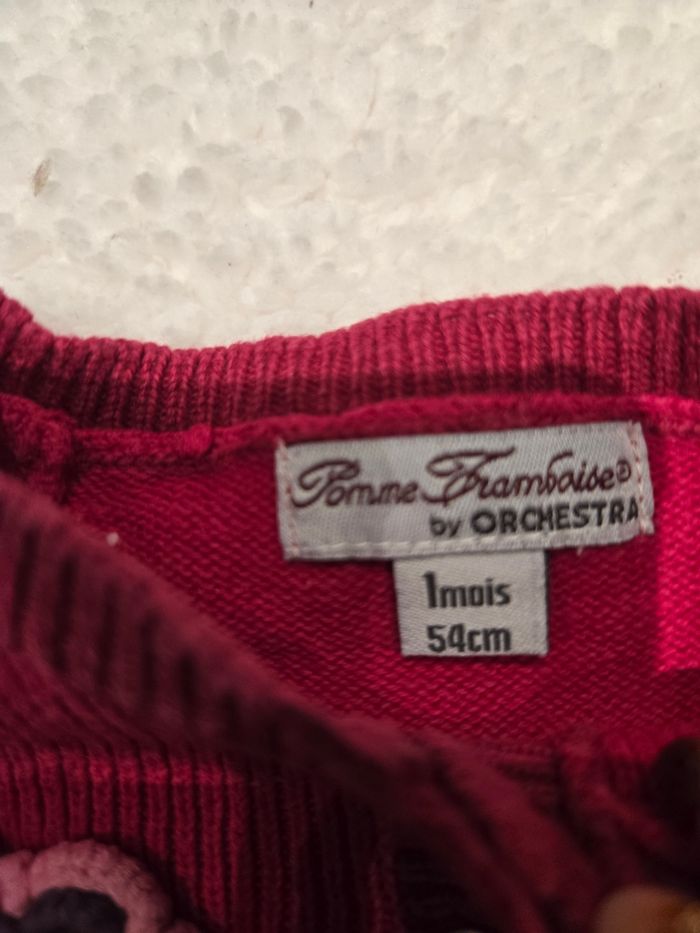 Pomme Framboise®
by ORCHESTRA
1mois
54cm